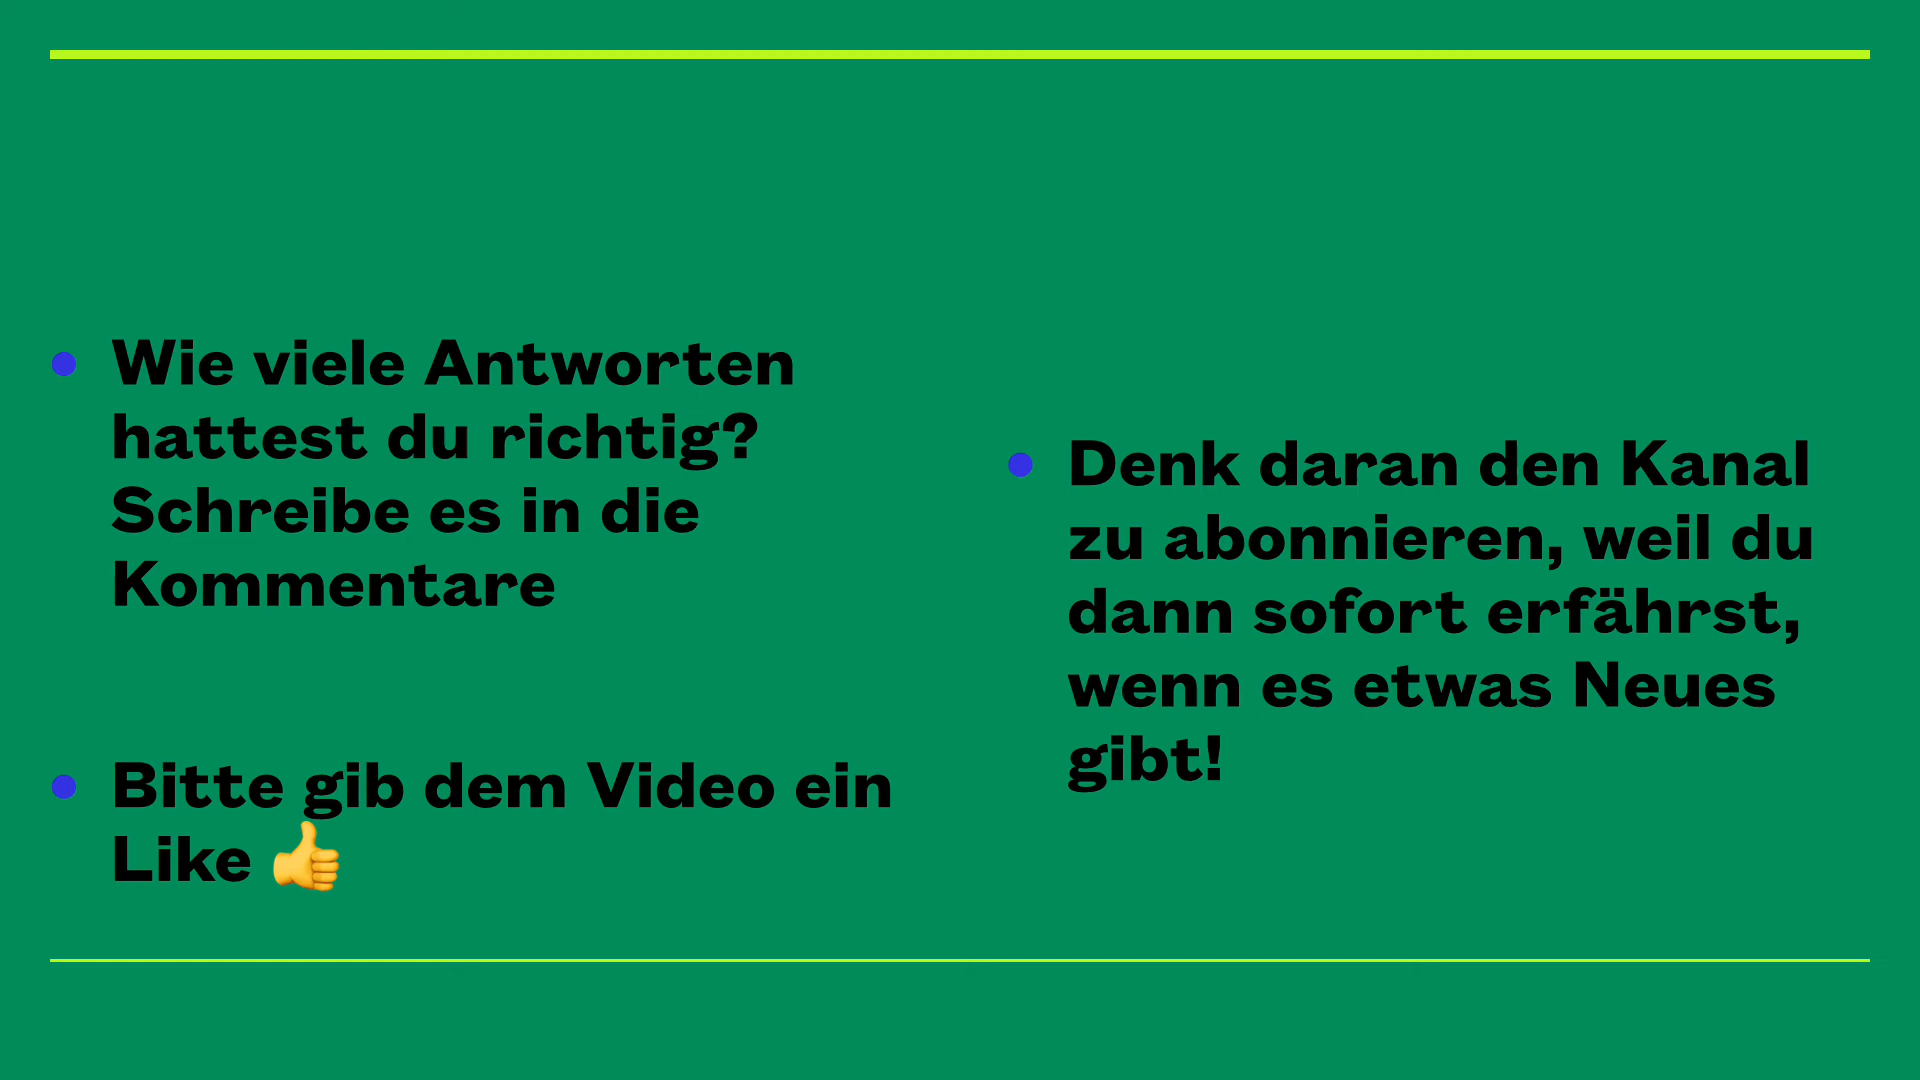 • Wie viele Antworten
hattest du richtig?
Schreibe es in die
Kommentare
• Bitte gib dem Video ein
Like 👍
• Denk daran den Kanal
zu abonnieren, weil du
dann sofort erfährst,
wenn es etwas Neues
gibt!